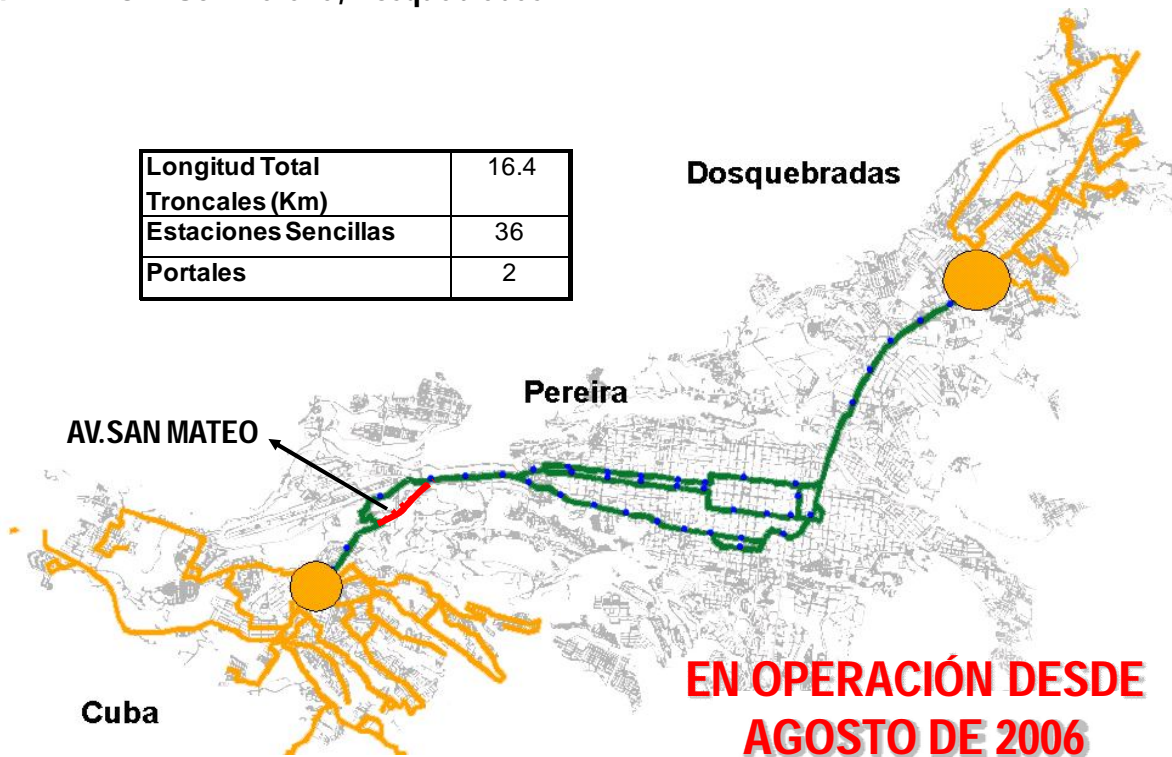 Longitud Total 16.4
Troncales (Km)
Estaciones Sencillas 36
Portales 2
Dosquebradas
Pereira
AV.SAN MATEO
Cuba
EN OPERACIÓN DESDE
AGOSTO DE 2006